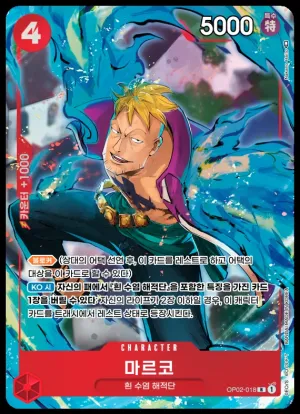 4
5000
특수
特
카운터 +1000
블로커 (상대의 어택 선언 후, 이 카드를 레스트로 하고 어택의
대상을 이 카드로 할 수 있다)
KO 시 자신의 패에서 "흰 수염 해적단"을 포함한 특징을 가진 카드
1장을 버릴 수 있다: 자신의 라이프가 2장 이하일 경우, 이 캐릭터
카드를 트래시에서 레스트 상태로 등장시킨다.
CHARACTER
마르코
흰 수염 해적단
OP02-018 R 1